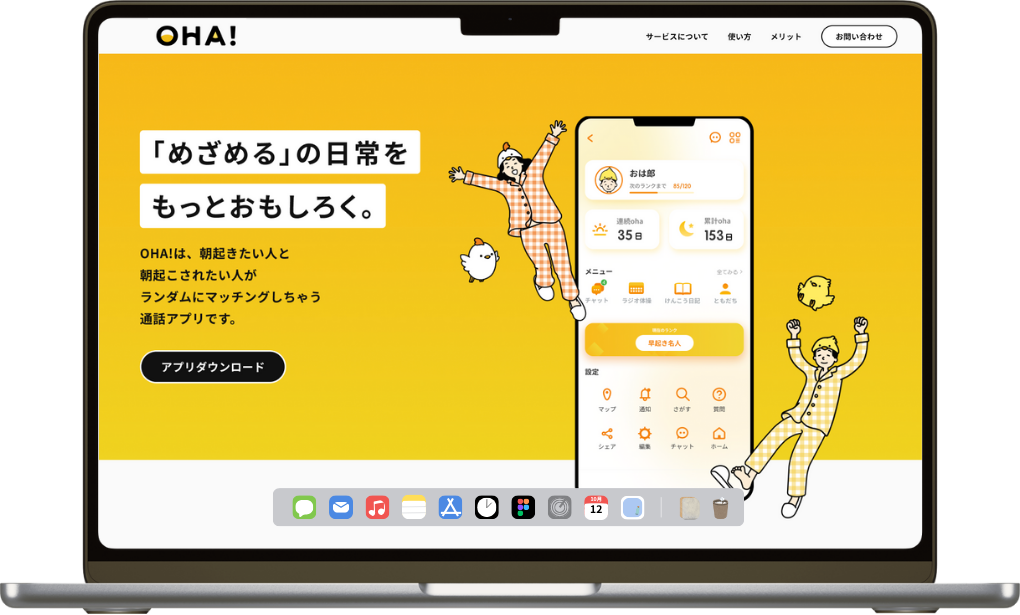 OHA!
サービスについて
使い方
メリット
お問い合わせ
「めざめる」の日常を
もっとおもしろく。
OHA!は、朝起きたい人と
朝起こされたい人が
ランダムにマッチングしちゃう
通話アプリです。
アプリダウンロード
おは郎
次のランクまで 85/120
連続oha
35日
累計oha
153日
メニュー
全てみる
チャット
ラジオ体操
けんこう日記
ともだち
現在のランク
早起き名人
設定
マップ
通知
さがす
質問
シェア
編集
チャット
ホーム
10月
12